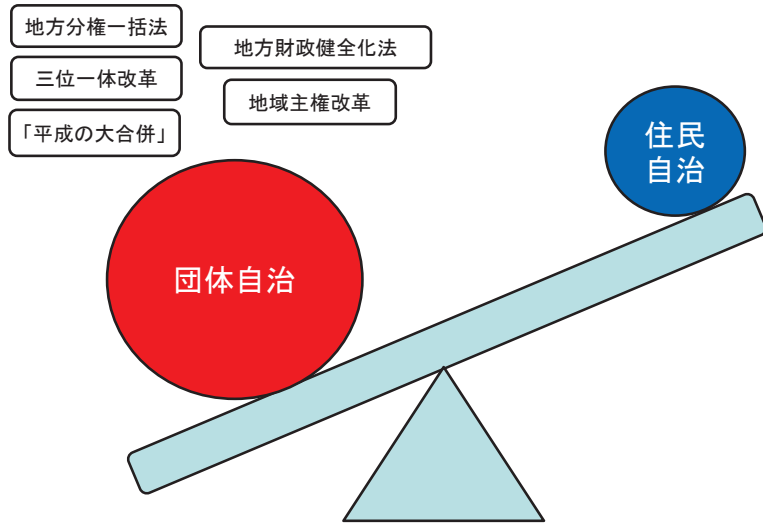 地方分権一括法
地方財政健全化法
三位一体改革
地域主権改革
「平成の大合併」
住民
自治
団体自治